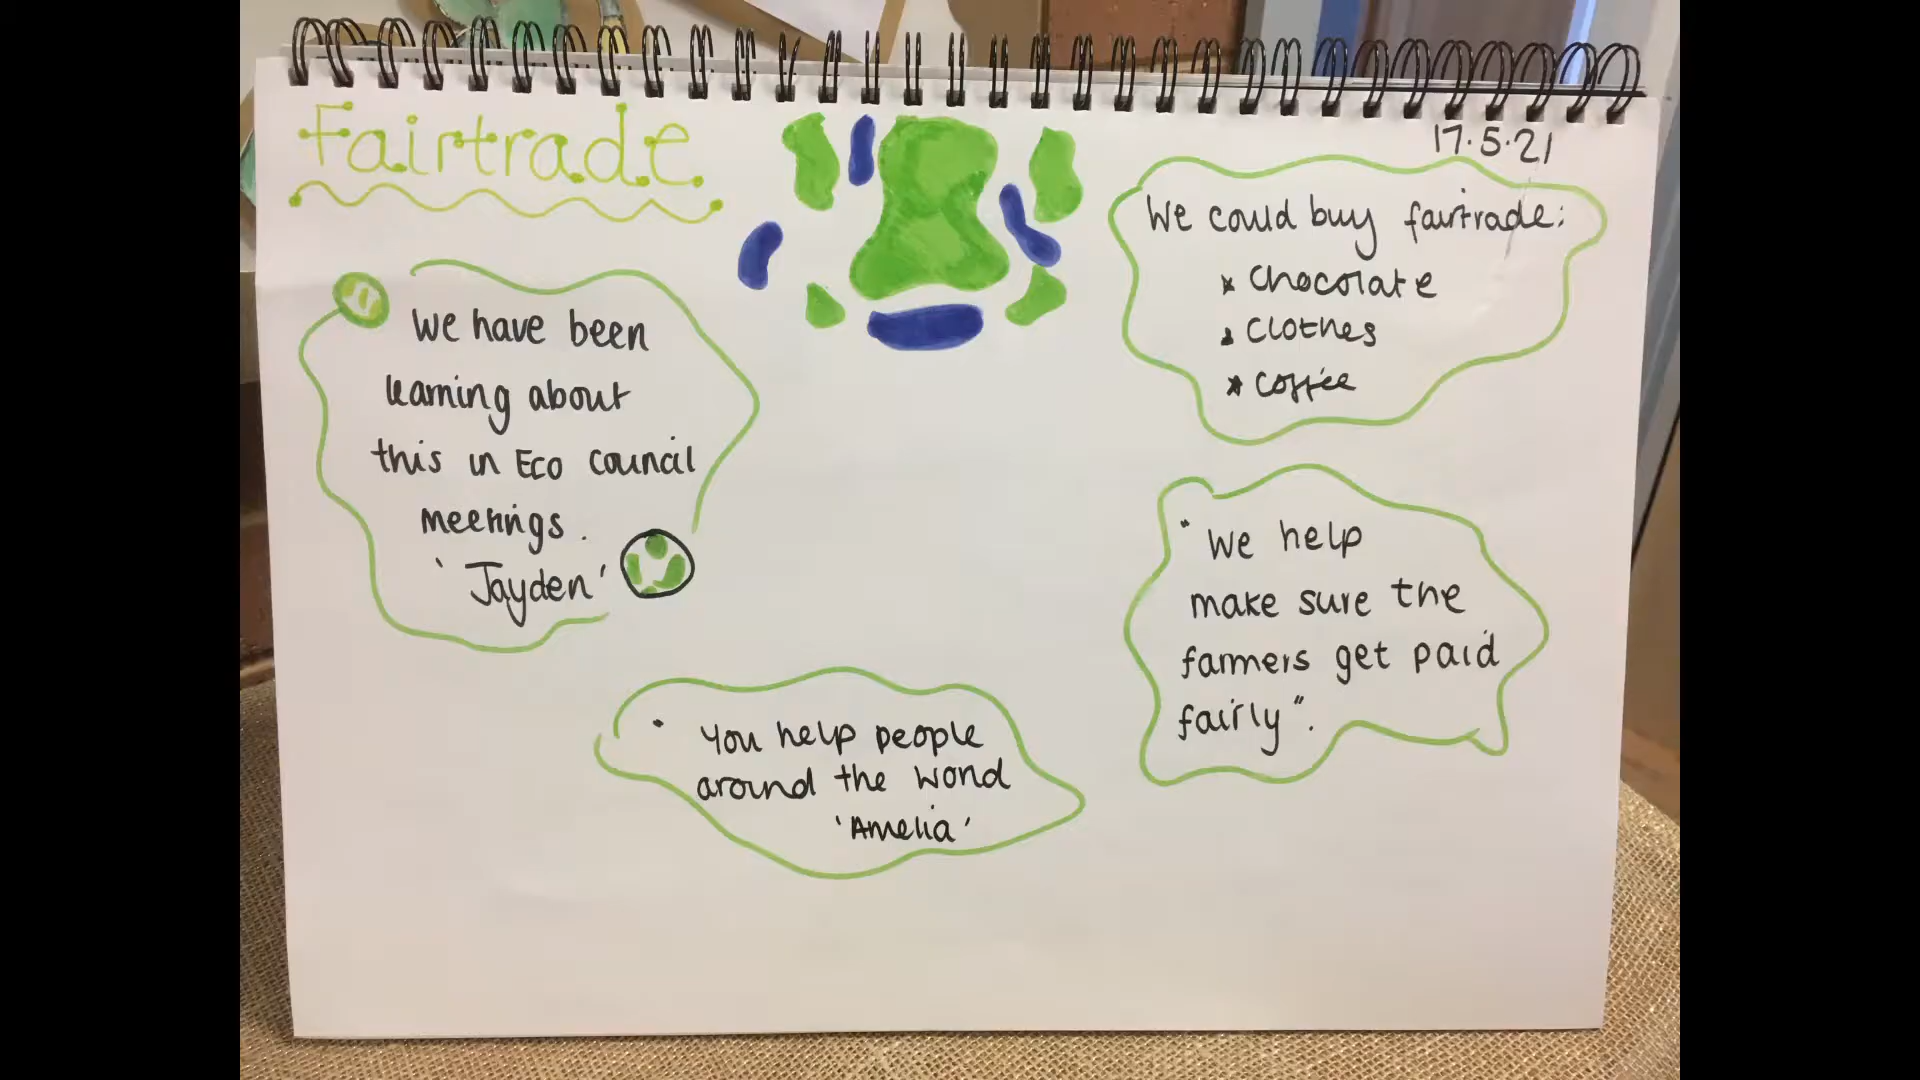 Fairtrade
17.5.21
We have been
learning about
this in Eco Council
meetings.
'Jayden'
We could buy fairtrade:
* Chocolate
* Clothes
* Coffee
"We help
make sure the
farmers get paid
fairly".
" You help people
around the world
'Amelia'